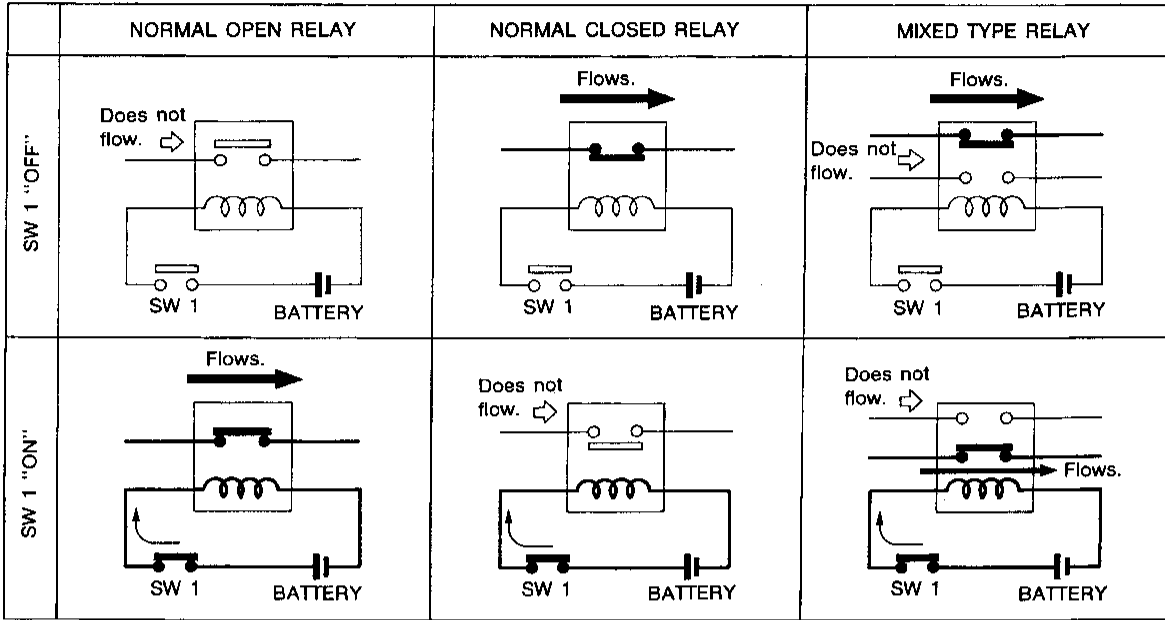 NORMAL OPEN RELAY
NORMAL CLOSED RELAY
MIXED TYPE RELAY
SW 1 "OFF"
Does not
flow.
SW 1
BATTERY
Flows.
SW 1
BATTERY
Flows.
Does not
flow.
SW 1
BATTERY
SW 1 "ON"
Flows.
SW 1
BATTERY
Does not
flow.
SW 1
BATTERY
Does not
flow.
Flows.
SW 1
BATTERY